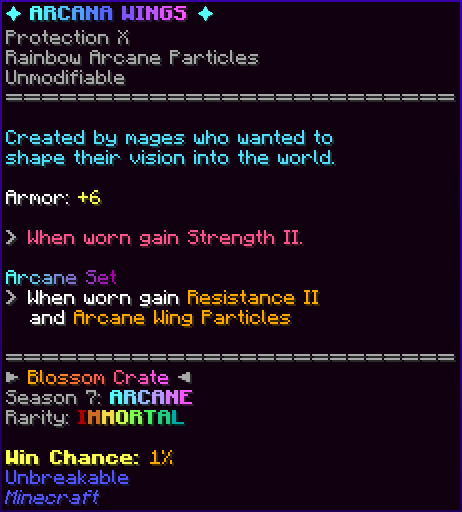 ✦ ARCANA WINGS ✦
Protection X
Rainbow Arcane Particles
Unmodifiable
==============================
Created by mages who wanted to
shape their vision into the world.
Armor: +6
> When worn gain Strength II.
Arcane Set
> When worn gain Resistance II
and Arcane Wing Particles
==============================
► Blossom Crate ◄
Season 7: ARCANE
Rarity: IMMORTAL
Win Chance: 1%
Unbreakable
Minecraft